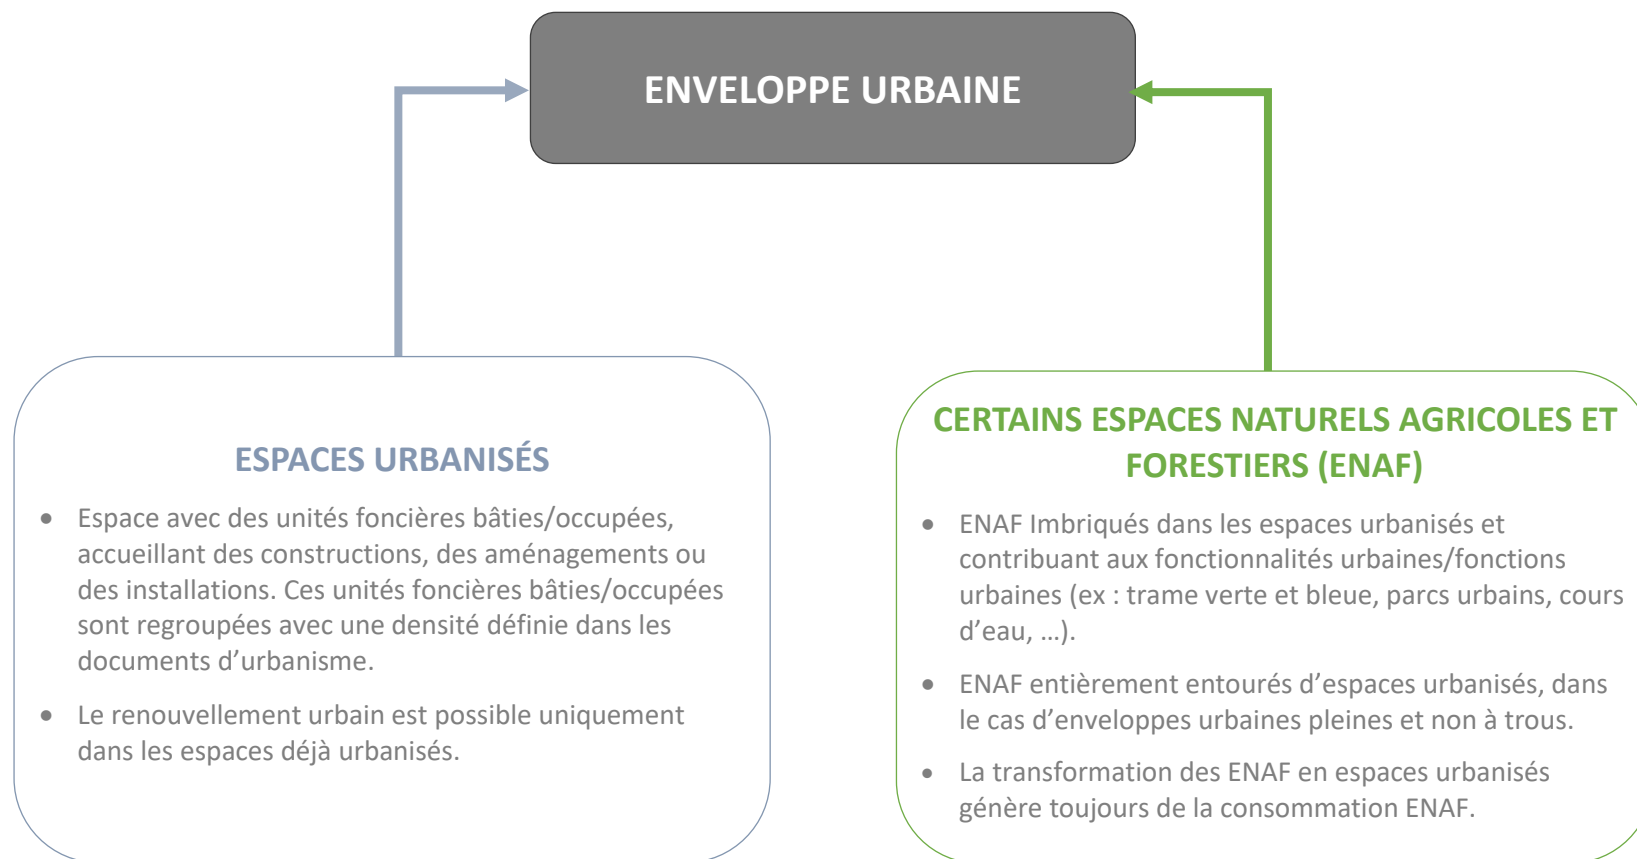 ENVELOPPE URBAINE
ESPACES URBANISÉS
• Espace avec des unités foncières bâties/occupées,
accueillant des constructions, des aménagements ou
des installations. Ces unités foncières bâties/occupées
sont regroupées avec une densité définie dans les
documents d’urbanisme.
• Le renouvellement urbain est possible uniquement
dans les espaces déjà urbanisés.
CERTAINS ESPACES NATURELS AGRICOLES ET
FORESTIERS (ENAF)
• ENAF Imbriqués dans les espaces urbanisés et
contribuant aux fonctionnalités urbaines/fonctions
urbaines (ex : trame verte et bleue, parcs urbains, cours
d’eau, …).
• ENAF entièrement entourés d’espaces urbanisés, dans
le cas d’enveloppes urbaines pleines et non à trous.
• La transformation des ENAF en espaces urbanisés
génère toujours de la consommation ENAF.